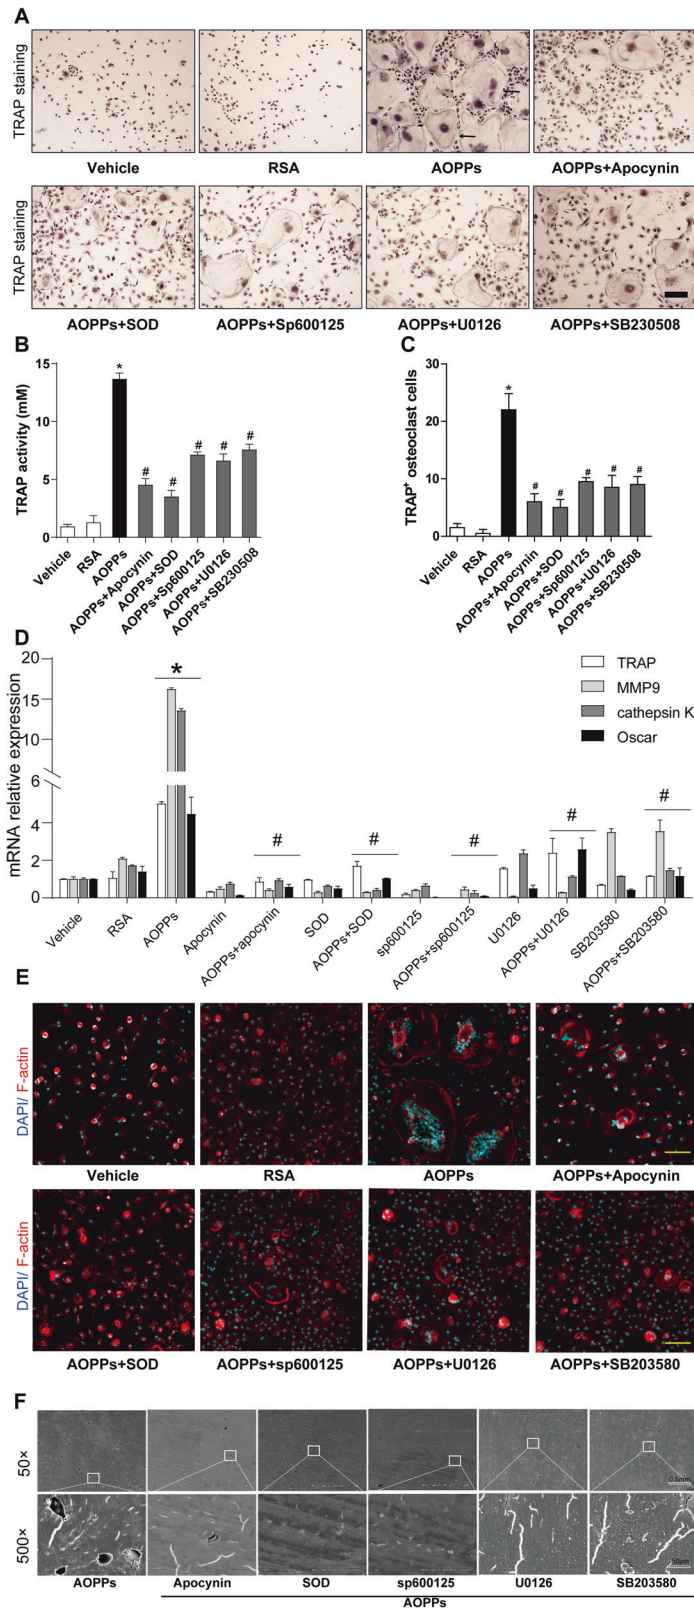 A
TRAP staining
Vehicle
RSA
AOPPs
AOPPs+Apocynin
TRAP staining
AOPPs+SOD
AOPPs+Sp600125
AOPPs+U0126
AOPPs+SB230508
B
TRAP activity (mM)
15
10
5
0
*
#
#
#
#
#
Vehicle
RSA
AOPPs
AOPPs+Apocynin
AOPPs+SOD
AOPPs+Sp600125
AOPPs+U0126
AOPPs+SB230508
C
TRAP⁺ osteoclast cells
30
20
10
0
*
#
#
#
#
#
Vehicle
RSA
AOPPs
AOPPs+Apocynin
AOPPs+SOD
AOPPs+Sp600125
AOPPs+U0126
AOPPs+SB230508
D
mRNA relative expression
20
15
10
6
4
2
0
*
#
#
#
#
#
TRAP
MMP9
cathepsin K
Oscar
Vehicle
RSA
AOPPs
Apocynin
AOPPs+apocynin
SOD
AOPPs+SOD
sp600125
AOPPs+sp600125
U0126
AOPPs+U0126
SB203580
AOPPs+SB203580
E
DAPI/ F-actin
Vehicle
RSA
AOPPs
AOPPs+Apocynin
DAPI/ F-actin
AOPPs+SOD
AOPPs+sp600125
AOPPs+U0126
AOPPs+SB203580
F
50×
0.5mm
500×
50μm
AOPPs
Apocynin
SOD
sp600125
U0126
SB203580
AOPPs